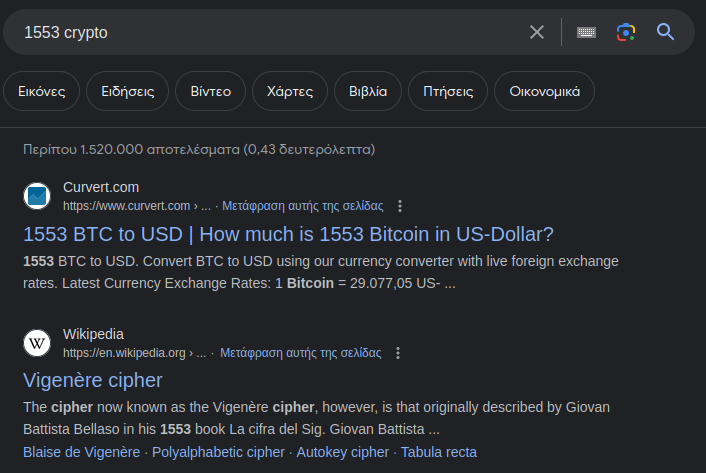 1553 crypto
Εικόνες Ειδήσεις Βίντεο Χάρτες Βιβλία Πτήσεις Οικονομικά
Περίπου 1.520.000 αποτελέσματα (0,43 δευτερόλεπτα)
Curvert.com
https://www.curvert.com › ... · Μετάφραση αυτής της σελίδας
1553 BTC to USD | How much is 1553 Bitcoin in US-Dollar?
1553 BTC to USD. Convert BTC to USD using our currency converter with live foreign exchange
rates. Latest Currency Exchange Rates: 1 Bitcoin = 29.077,05 US- ...
W
Wikipedia
https://en.wikipedia.org › ... · Μετάφραση αυτής της σελίδας
Vigenère cipher
The cipher now known as the Vigenère cipher, however, is that originally described by Giovan
Battista Bellaso in his 1553 book La cifra del Sig. Giovan Battista ...
Blaise de Vigenère · Polyalphabetic cipher · Autokey cipher · Tabula recta